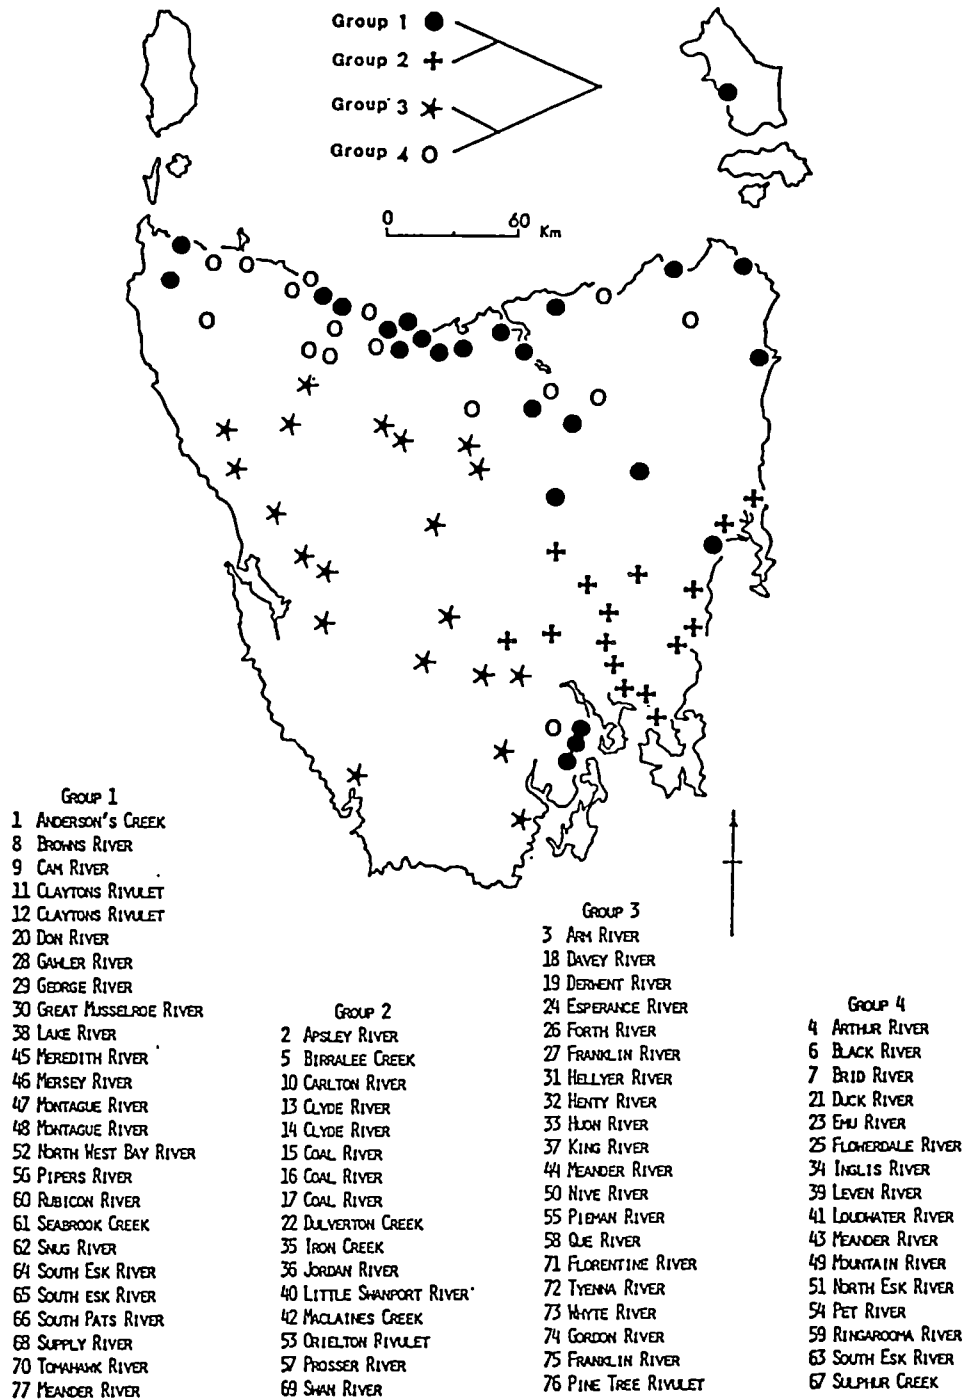 Group 1
Group 2
Group 3
Group 4
0 60 Km
GROUP 1
1 ANDERSON'S CREEK
8 BROWNS RIVER
9 CAM RIVER
11 CLAYTONS RIVULET
12 CLAYTONS RIVULET
20 DON RIVER
28 GAWLER RIVER
29 GEORGE RIVER
30 GREAT MUSSELROE RIVER
38 LAKE RIVER
45 MEREDITH RIVER
46 MERSEY RIVER
47 MONTAGUE RIVER
48 MONTAGUE RIVER
52 NORTH WEST BAY RIVER
56 PIPERS RIVER
60 RUBICON RIVER
61 SEABROOK CREEK
62 SNUG RIVER
64 SOUTH ESK RIVER
65 SOUTH ESK RIVER
66 SOUTH PATS RIVER
68 SUPPLY RIVER
70 TOMAHAWK RIVER
77 MEANDER RIVER
GROUP 2
2 APSLEY RIVER
5 BIRRALEE CREEK
10 CARLTON RIVER
13 CLYDE RIVER
14 CLYDE RIVER
15 COAL RIVER
16 COAL RIVER
17 COAL RIVER
22 DULVERTON CREEK
35 IRON CREEK
36 JORDAN RIVER
40 LITTLE SWANPORT RIVER
42 MACLAINES CREEK
53 ORIELTON RIVULET
57 PROSSER RIVER
69 SWAN RIVER
GROUP 3
3 ARM RIVER
18 DAVEY RIVER
19 DERWENT RIVER
24 ESPERANCE RIVER
26 FORTH RIVER
27 FRANKLIN RIVER
31 HELLYER RIVER
32 HENTY RIVER
33 HUON RIVER
37 KING RIVER
44 MEANDER RIVER
50 NIVE RIVER
55 PIEMAN RIVER
58 QUE RIVER
71 FLORENTINE RIVER
72 TYENNA RIVER
73 WHYTE RIVER
74 GORDON RIVER
75 FRANKLIN RIVER
76 PINE TREE RIVULET
GROUP 4
4 ARTHUR RIVER
6 BLACK RIVER
7 BRID RIVER
21 DUCK RIVER
23 EMU RIVER
25 FLOWERDALE RIVER
34 INGLIS RIVER
39 LEVEN RIVER
41 LOUDWATER RIVER
43 MEANDER RIVER
49 MOUNTAIN RIVER
51 NORTH ESK RIVER
54 PET RIVER
59 RINGAROOMA RIVER
63 SOUTH ESK RIVER
67 SULPHUR CREEK